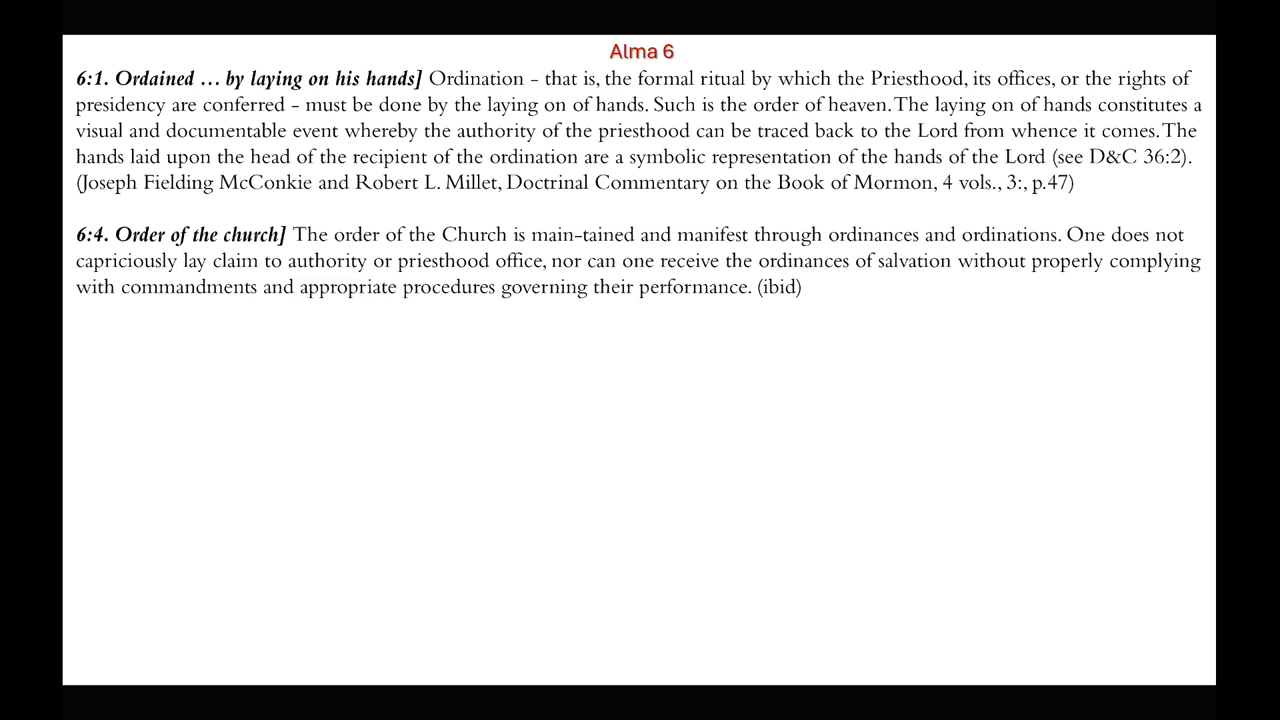 Alma 6
6:1. Ordained … by laying on his hands] Ordination – that is, the formal ritual by which the Priesthood, its offices, or the rights of
presidency are conferred – must be done by the laying on of hands. Such is the order of heaven. The laying on of hands constitutes a
visual and documentable event whereby the authority of the priesthood can be traced back to the Lord from whence it comes. The
hands laid upon the head of the recipient of the ordination are a symbolic representation of the hands of the Lord (see D&C 36:2).
(Joseph Fielding McConkie and Robert L. Millet, Doctrinal Commentary on the Book of Mormon, 4 vols., 3:, p.47)
6:4. Order of the church] The order of the Church is main-tained and manifest through ordinances and ordinations. One does not
capriciously lay claim to authority or priesthood office, nor can one receive the ordinances of salvation without properly complying
with commandments and appropriate procedures governing their performance. (ibid)